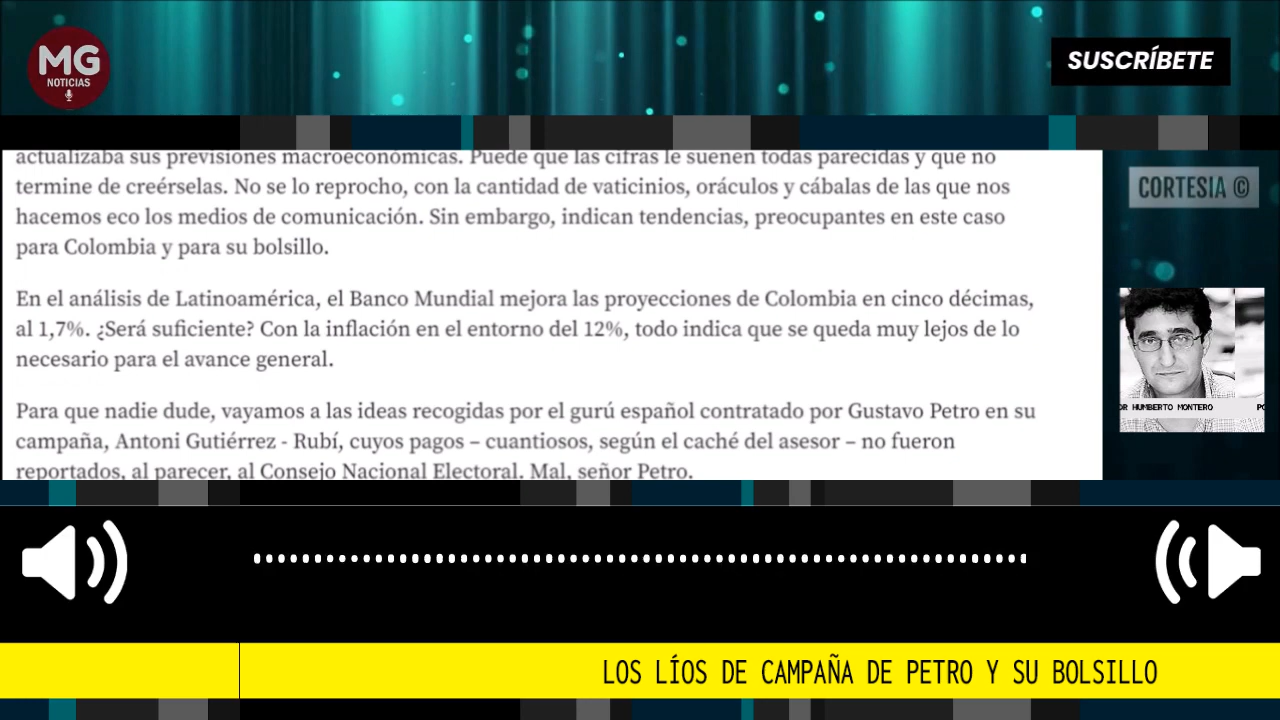 MG
NOTICIAS
SUSCRÍBETE
actualizaba sus previsiones macroeconómicas. Puede que las cifras le suenen todas parecidas y que no
termine de creérselas. No se lo reprocho, con la cantidad de vaticinios, oráculos y cábalas de las que nos
hacemos eco los medios de comunicación. Sin embargo, indican tendencias, preocupantes en este caso
para Colombia y para su bolsillo.
En el análisis de Latinoamérica, el Banco Mundial mejora las proyecciones de Colombia en cinco décimas,
al 1,7%. ¿Será suficiente? Con la inflación en el entorno del 12%, todo indica que se queda muy lejos de lo
necesario para el avance general.
Para que nadie dude, vayamos a las ideas recogidas por el gurú español contratado por Gustavo Petro en su
campaña, Antoni Gutiérrez - Rubí, cuyos pagos – cuantiosos, según el caché del asesor – no fueron
reportados, al parecer, al Consejo Nacional Electoral. Mal, señor Petro.
CORTESIA ©
OR HUMBERTO MONTERO PO
LOS LÍOS DE CAMPAÑA DE PETRO Y SU BOLSILLO